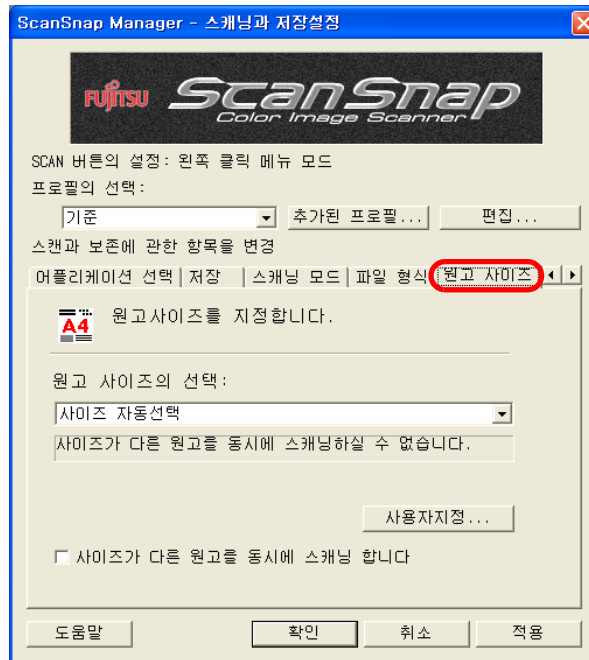 ScanSnap Manager - 스캐닝과 저장설정
FUJITSU ScanSnap
Color Image Scanner
SCAN 버튼의 설정: 왼쪽 클릭 메뉴 모드
프로필의 선택:
기준 추가된 프로필... 편집...
스캔과 보존에 관한 항목을 변경
어플리케이션 선택 저장 스캐닝 모드 파일 형식 원고 사이즈
A4 원고사이즈를 지정합니다.
원고 사이즈의 선택:
사이즈 자동선택
사이즈가 다른 원고를 동시에 스캐닝하실 수 없습니다.
사용자지정...
사이즈가 다른 원고를 동시에 스캐닝 합니다
도움말 확인 취소 적용